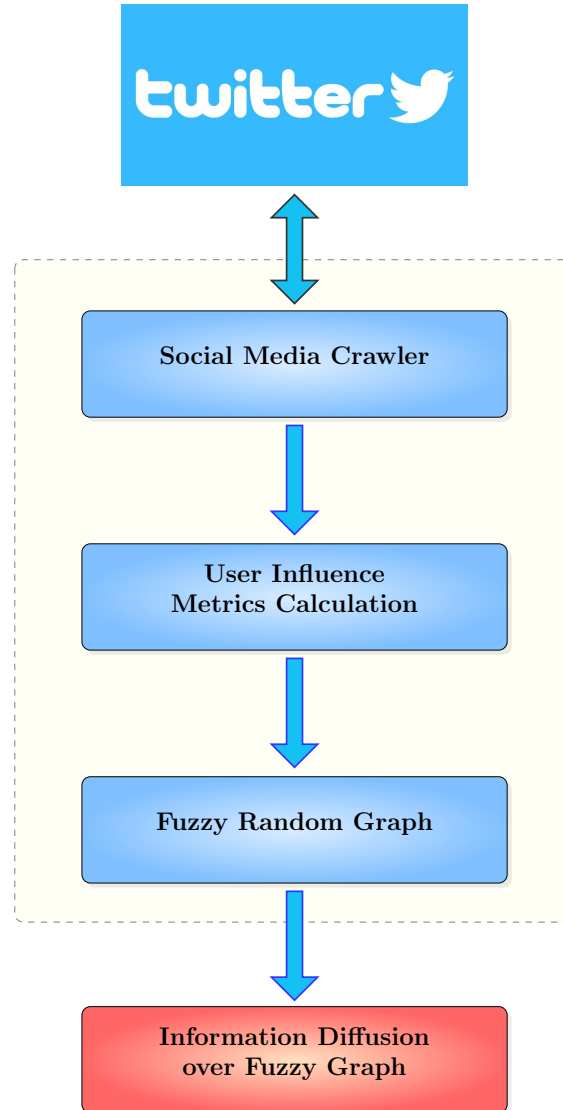 twitter
Social Media Crawler
User Influence
Metrics Calculation
Fuzzy Random Graph
Information Diffusion
over Fuzzy Graph